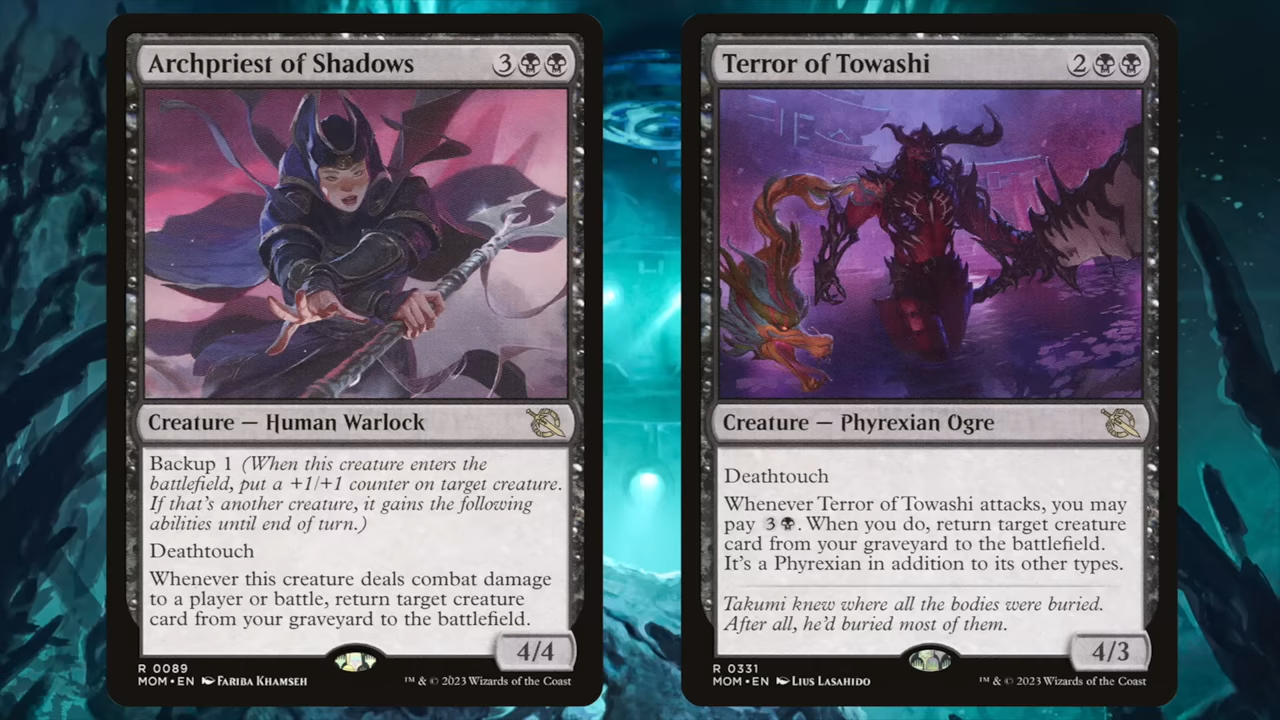 Archpriest of Shadows 3
Creature — Human Warlock
Backup 1 (When this creature enters the
battlefield, put a +1/+1 counter on target creature.
If that's another creature, it gains the following
abilities until end of turn.)
Deathtouch
Whenever this creature deals combat damage
to a player or battle, return target creature
card from your graveyard to the battlefield.
4/4
R 0089
MOM • EN FARIBA KHAMSEH
™ & © 2023 Wizards of the Coast
Terror of Towashi 2
Creature — Phyrexian Ogre
Deathtouch
Whenever Terror of Towashi attacks, you may
pay 3. When you do, return target creature
card from your graveyard to the battlefield.
It's a Phyrexian in addition to its other types.
Takumi knew where all the bodies were buried.
After all, he'd buried most of them.
4/3
R 0331
MOM • EN LIUS LASAHIDO
™ & © 2023 Wizards of the Coast